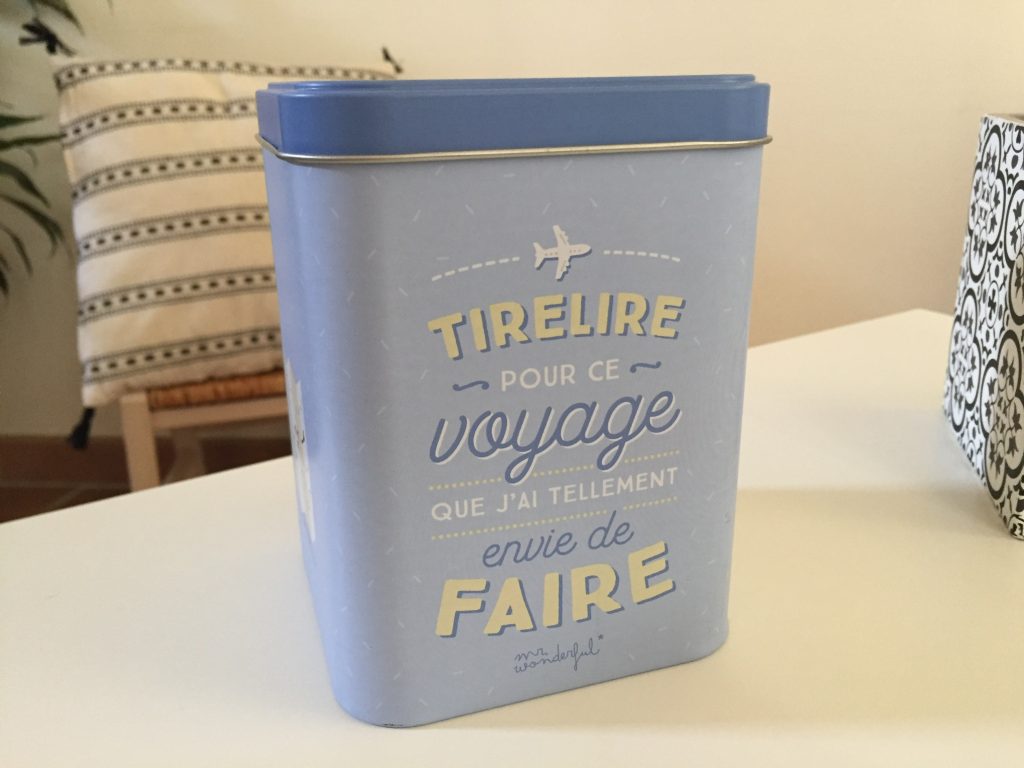 TIRELIRE
POUR CE
voyage
QUE J'AI TELLEMENT
envie de
FAIRE
mr.
wonderful*